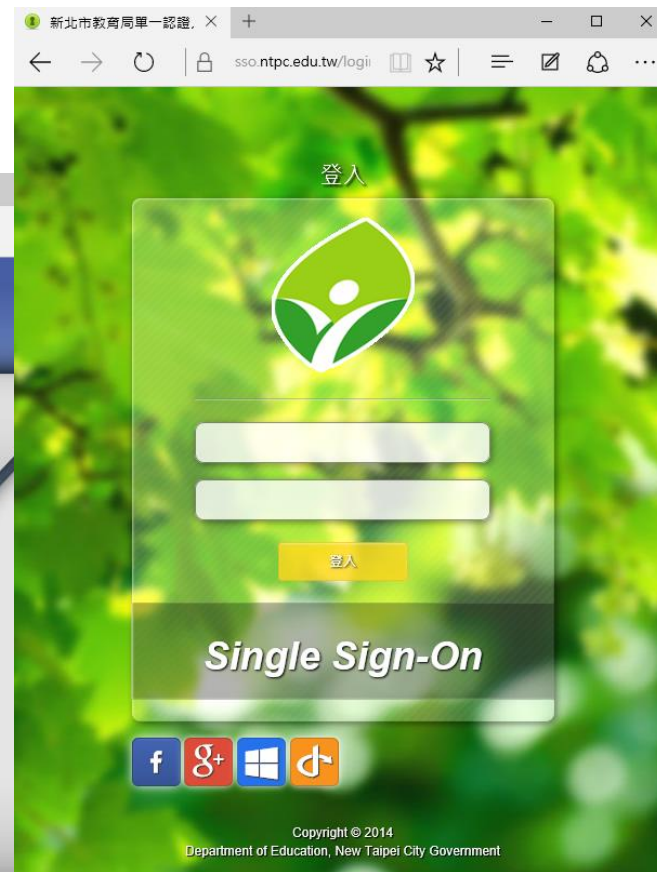 新北市教育局單一認證,
sso.ntpc.edu.tw/logi
登入
登入
Single Sign-On
f g+
Copyright © 2014
Department of Education, New Taipei City Government